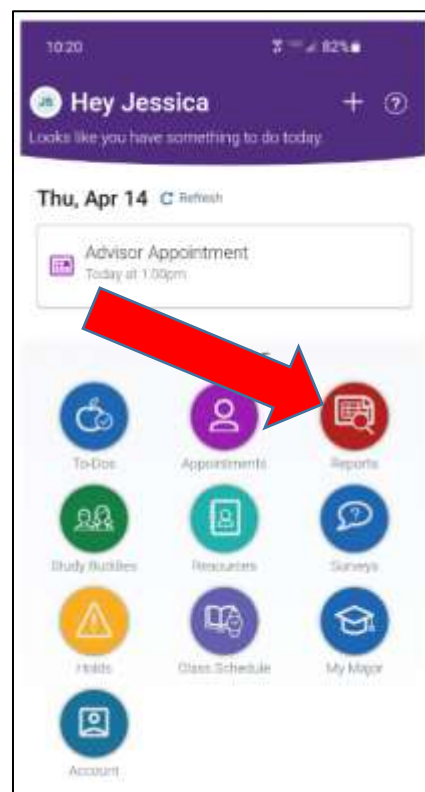 10:20 82%
JS Hey Jessica + ?
Looks like you have something to do today.
Thu, Apr 14 Refresh
Advisor Appointment
Today at 1:00pm
To-Dos Appointments Reports
Study Buddies Resources Surveys
Holds Class Schedule My Major
Account